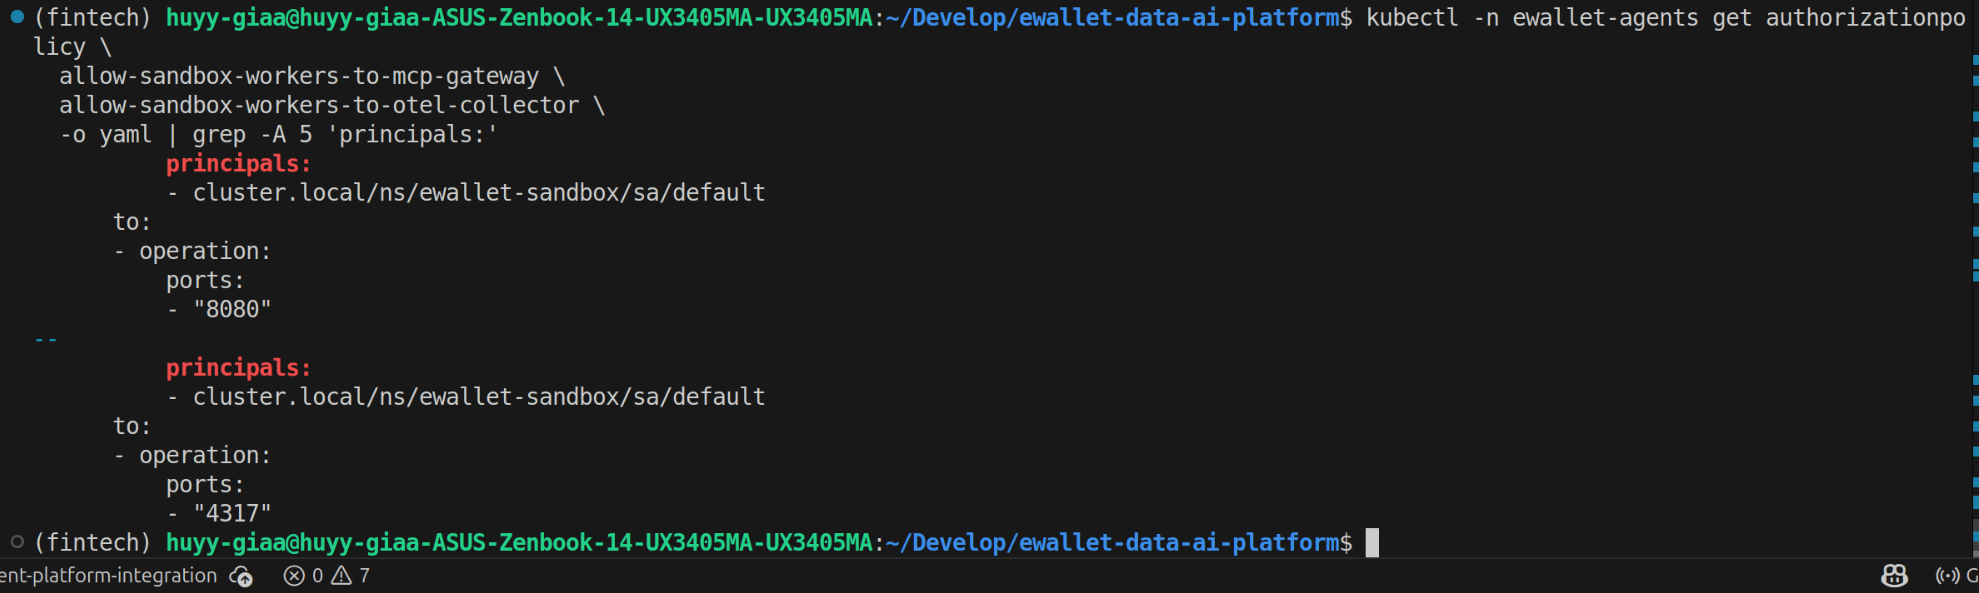 (fintech) huyy-giaa@huyy-giaa-ASUS-Zenbook-14-UX3405MA-UX3405MA:~/Develop/ewallet-data-ai-platform$ kubectl -n ewallet-agents get authorizationpo
licy \
  allow-sandbox-workers-to-mcp-gateway \
  allow-sandbox-workers-to-otel-collector \
  -o yaml | grep -A 5 'principals:'
          principals:
          - cluster.local/ns/ewallet-sandbox/sa/default
      to:
      - operation:
          ports:
          - "8080"
--
          principals:
          - cluster.local/ns/ewallet-sandbox/sa/default
      to:
      - operation:
          ports:
          - "4317"
(fintech) huyy-giaa@huyy-giaa-ASUS-Zenbook-14-UX3405MA-UX3405MA:~/Develop/ewallet-data-ai-platform$
ent-platform-integration 0 7 G